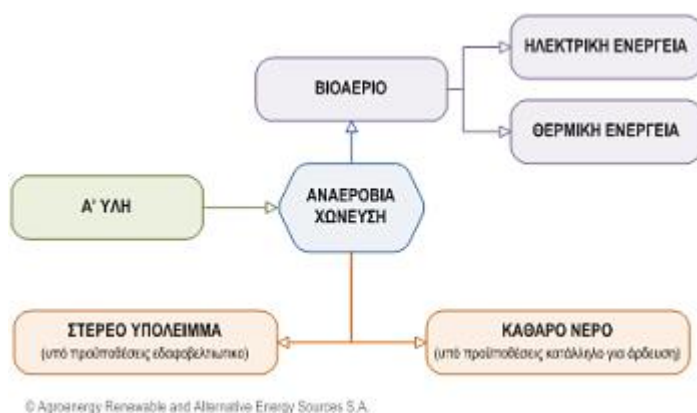 ΗΛΕΚΤΡΙΚΗ ΕΝΕΡΓΕΙΑ
ΒΙΟΑΕΡΙΟ
ΘΕΡΜΙΚΗ ΕΝΕΡΓΕΙΑ
Α' ΥΛΗ
ΑΝΑΕΡΟΒΙΑ
ΧΩΝΕΥΣΗ
ΣΤΕΡΕΟ ΥΠΟΛΕΙΜΜΑ
(υπό προϋποθέσεις εδαφοβελτιωτικο)
ΚΑΘΑΡΟ ΝΕΡΟ
(υπό προϋποθέσεις κατάλληλο για άρδευση)
© Agroenergy Renewable and Alternative Energy Sources S.A.